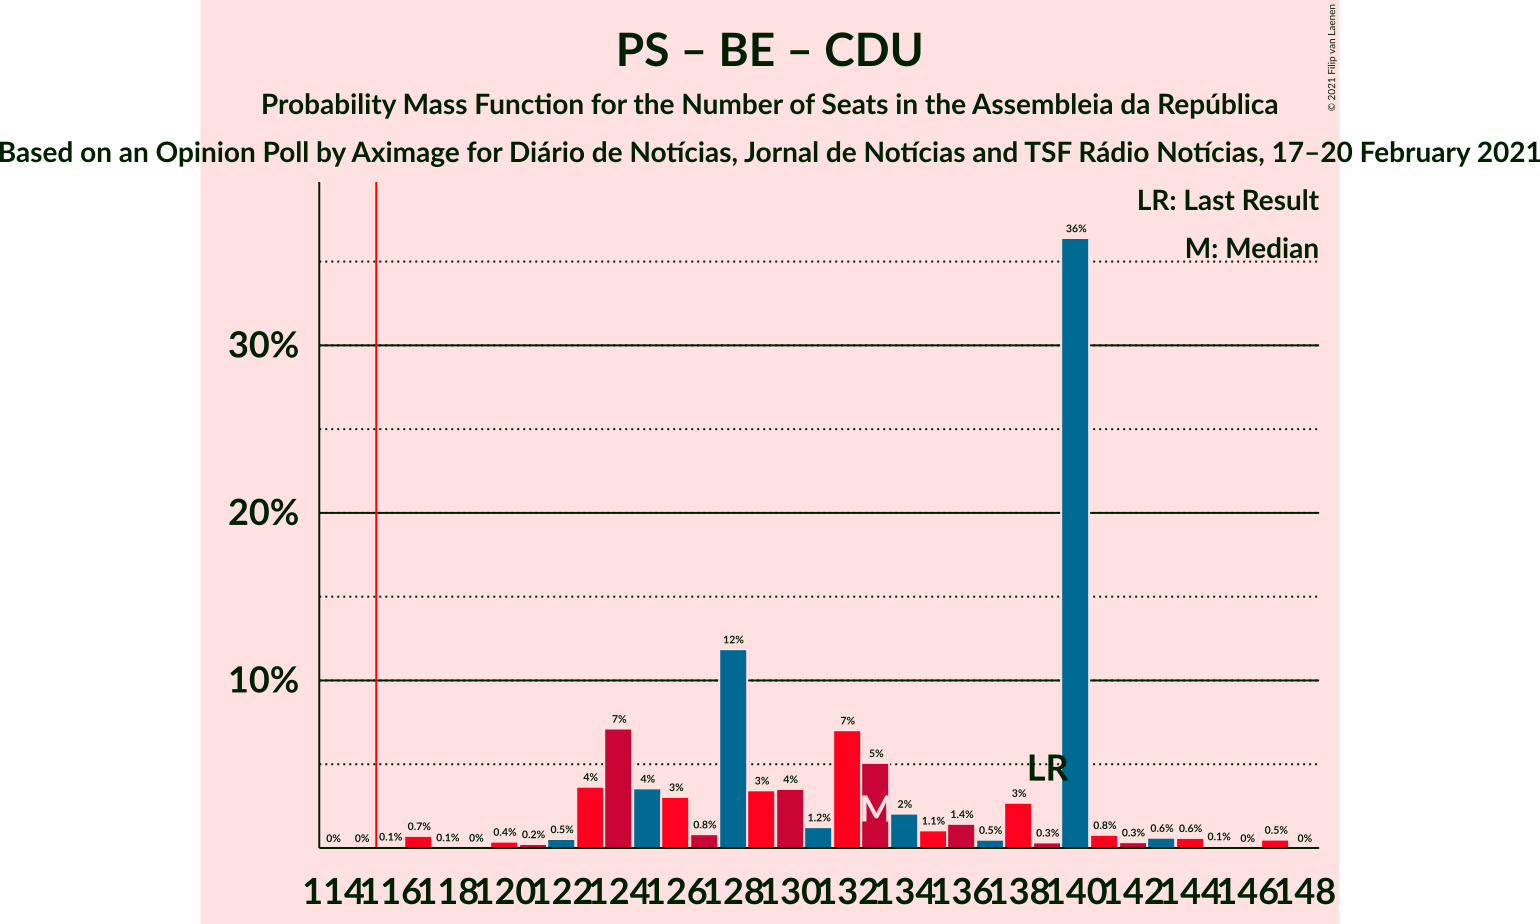 PS – BE – CDU
Probability Mass Function for the Number of Seats in the Assembleia da República
Based on an Opinion Poll by Aximage for Diário de Notícias, Jornal de Notícias and TSF Rádio Notícias, 17–20 February 2021
© 2021 Filip van Laenen
LR: Last Result
M: Median
30%
20%
10%
0% 0% 0.1% 0.7% 0.1% 0% 0.4% 0.2% 0.5% 4% 7% 4% 3% 0.8% 12% 3% 4% 1.2% 7% 5% 2% 1.1% 1.4% 0.5% 3% 0.3% 36% 0.8% 0.3% 0.6% 0.6% 0.1% 0% 0.5% 0%
M
LR
114 116 118 120 122 124 126 128 130 132 134 136 138 140 142 144 146 148